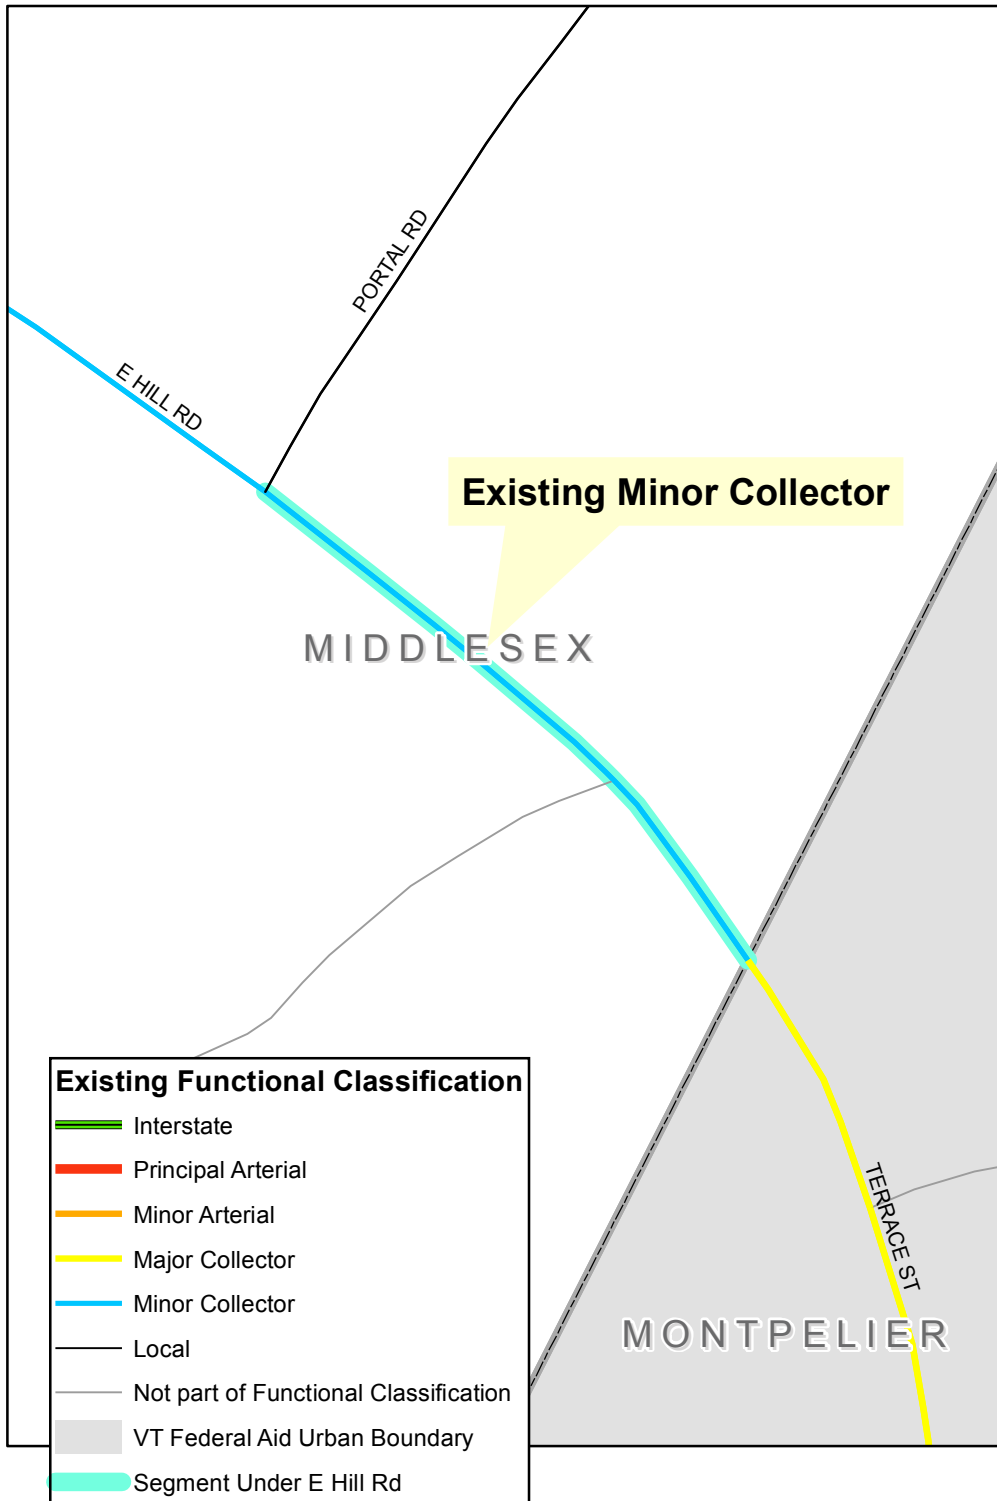 PORTAL RD
E HILL RD
Existing Minor Collector
MIDDLESEX
TERRACE ST
MONTPELIER
Existing Functional Classification
Interstate
Principal Arterial
Minor Arterial
Major Collector
Minor Collector
Local
Not part of Functional Classification
VT Federal Aid Urban Boundary
Segment Under E Hill Rd